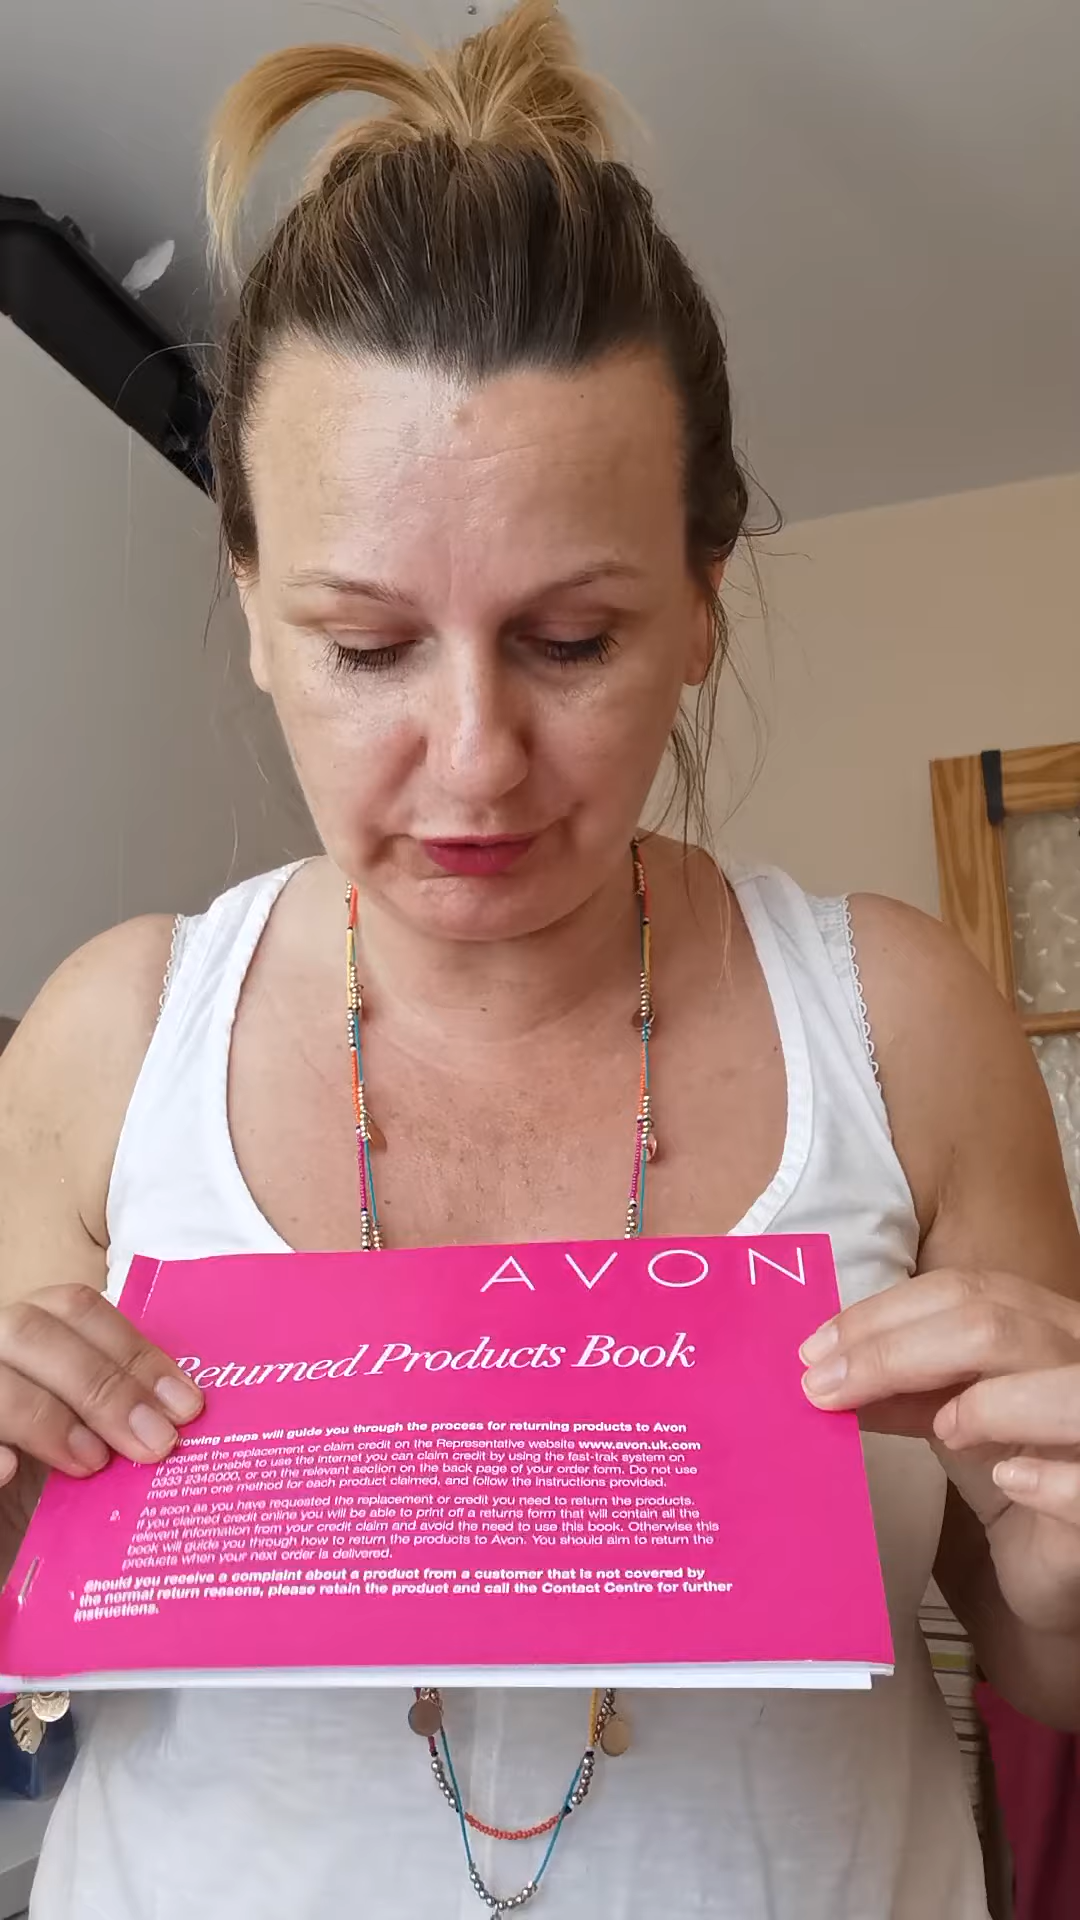 AVON
Returned Products Book
llowing steps will guide you through the process for returning products to Avon
equest the replacement or claim credit on the Representative website www.avon.uk.com
If you are unable to use the internet you can claim credit by using the fast-trak system on
0333 2345000, or on the relevant section on the back page of your order form. Do not use
more than one method for each product claimed, and follow the instructions provided.
2. As soon as you have requested the replacement or credit you need to return the products.
If you claimed credit online you will be able to print off a returns form that will contain all the
relevant information from your credit claim and avoid the need to use this book. Otherwise this
book will guide you through how to return the products to Avon. You should aim to return the
products when your next order is delivered.
Should you receive a complaint about a product from a customer that is not covered by
the normal return reasons, please retain the product and call the Contact Centre for further
instructions.